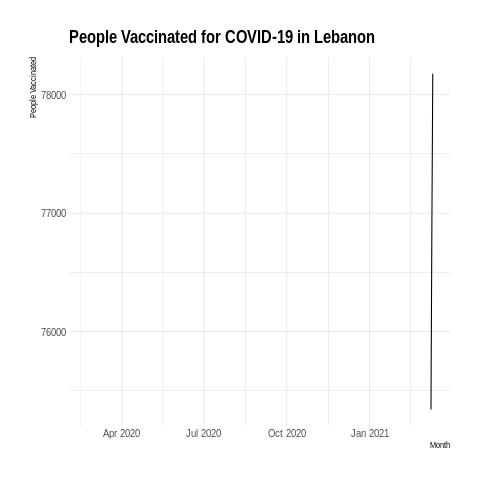 People Vaccinated for COVID-19 in Lebanon
People Vaccinated
78000
77000
76000
Apr 2020 Jul 2020 Oct 2020 Jan 2021
Month